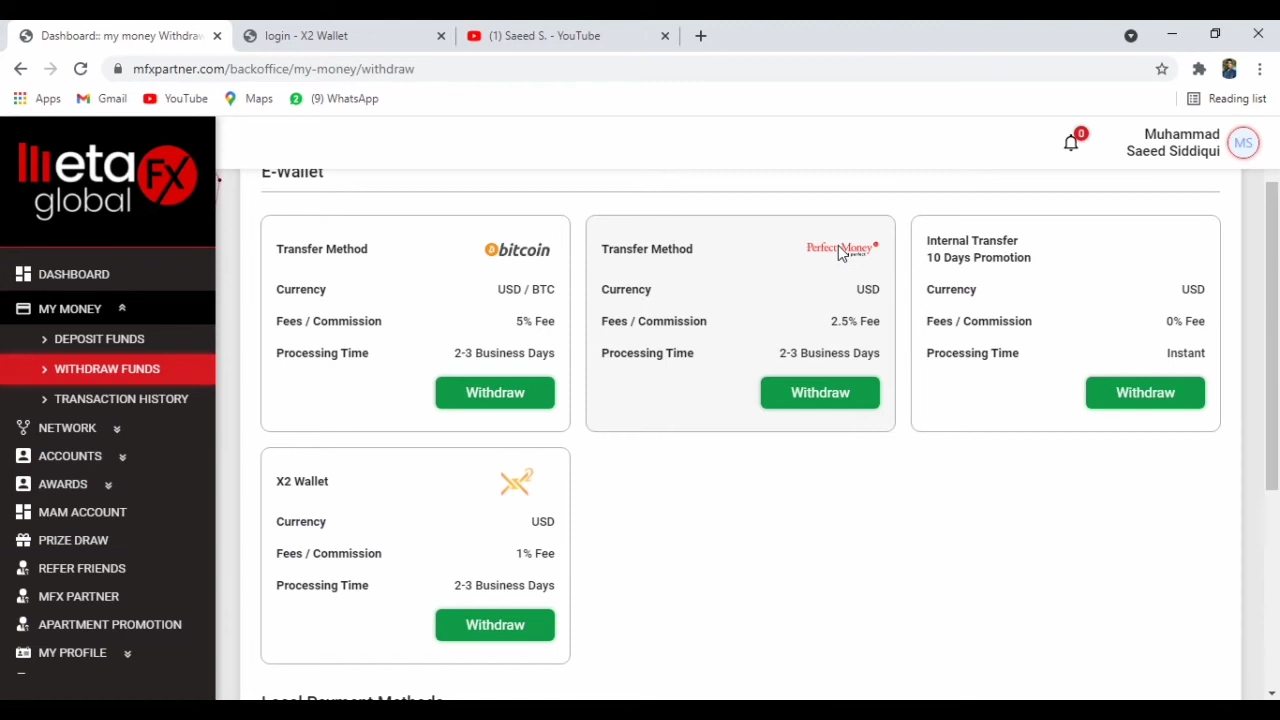 Dashboard:: my money Withdraw
login - X2 Wallet
(1) Saeed S. - YouTube
mfxpartner.com/backoffice/my-money/withdraw
Apps
Gmail
YouTube
Maps
(9) WhatsApp
Reading list
Meta FX
global
0
Muhammad
Saeed Siddiqui
MS
DASHBOARD
MY MONEY
DEPOSIT FUNDS
WITHDRAW FUNDS
TRANSACTION HISTORY
NETWORK
ACCOUNTS
AWARDS
MAM ACCOUNT
PRIZE DRAW
REFER FRIENDS
MFX PARTNER
APARTMENT PROMOTION
MY PROFILE
E-Wallet
Transfer Method bitcoin
Currency USD / BTC
Fees / Commission 5% Fee
Processing Time 2-3 Business Days
Withdraw
Transfer Method Perfect Money
Currency USD
Fees / Commission 2.5% Fee
Processing Time 2-3 Business Days
Withdraw
Internal Transfer
10 Days Promotion
Currency USD
Fees / Commission 0% Fee
Processing Time Instant
Withdraw
X2 Wallet X2
Currency USD
Fees / Commission 1% Fee
Processing Time 2-3 Business Days
Withdraw
Local Payment Methods